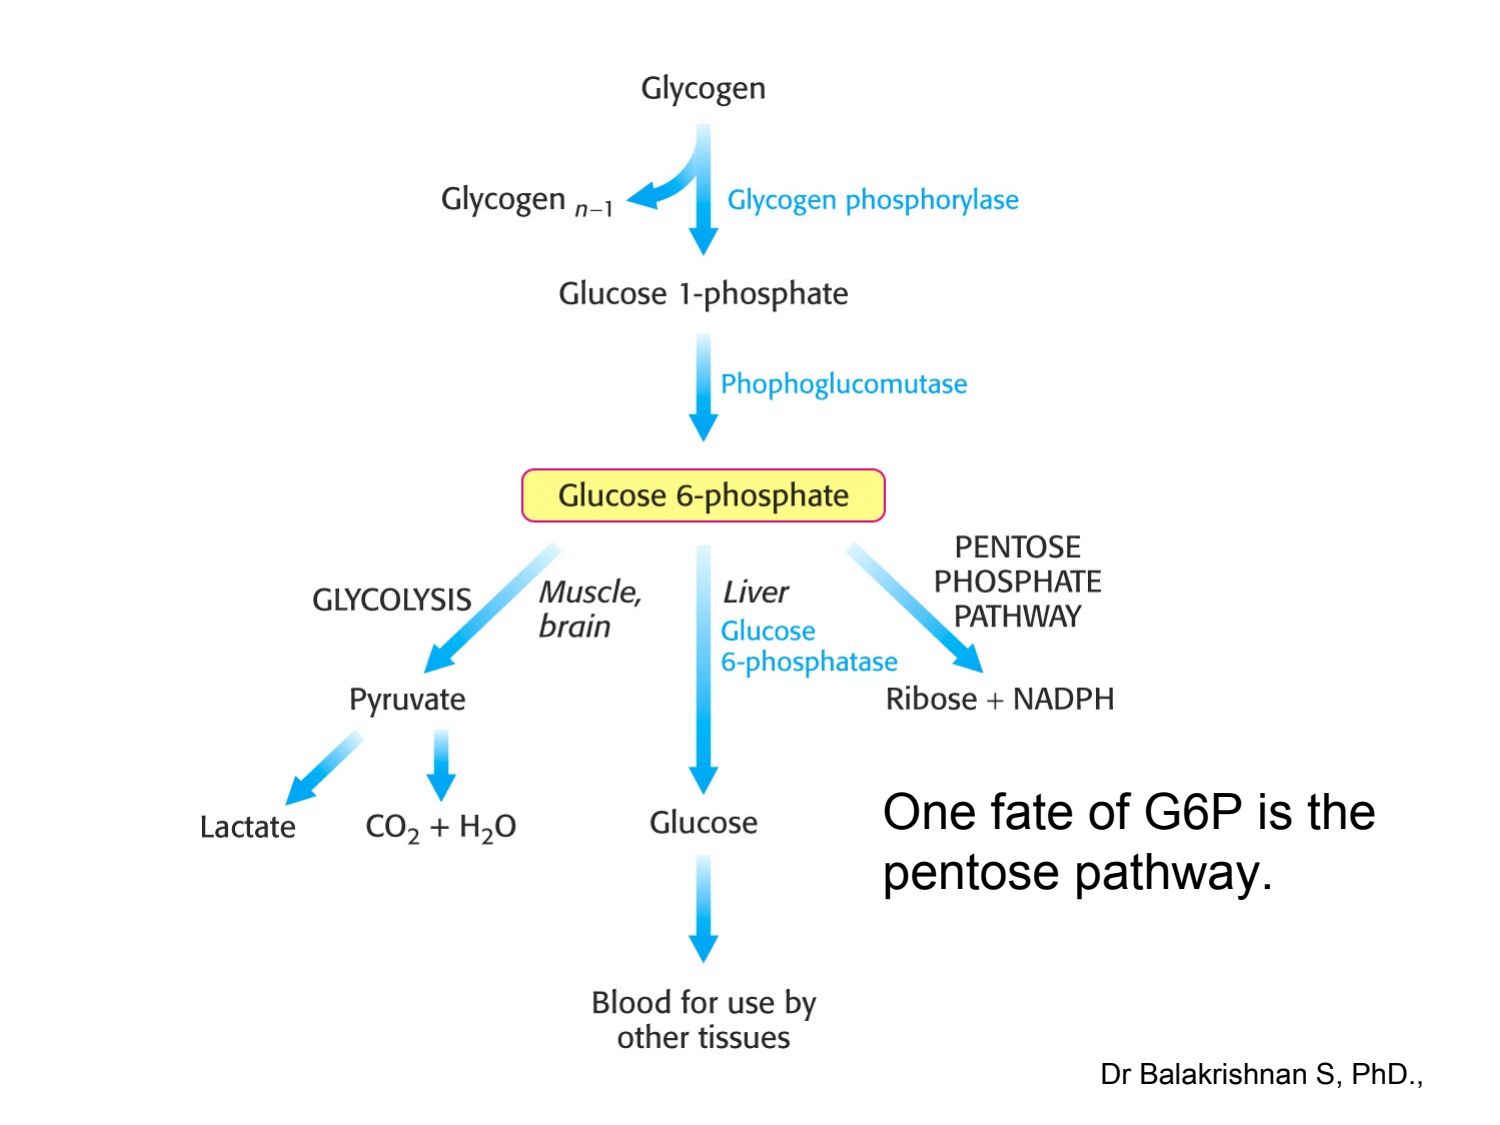 Glycogen
Glycogen n–1
Glycogen phosphorylase
Glucose 1-phosphate
Phophoglucomutase
Glucose 6-phosphate
GLYCOLYSIS
Muscle,
brain
Liver
Glucose
6-phosphatase
PENTOSE
PHOSPHATE
PATHWAY
Pyruvate
Ribose + NADPH
Lactate
CO₂ + H₂O
Glucose
One fate of G6P is the
pentose pathway.
Blood for use by
other tissues
Dr Balakrishnan S, PhD.,